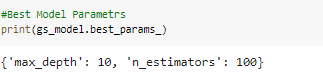 #Best Model Parametrs
print(gs_model.best_params_)
{'max_depth': 10, 'n_estimators': 100}